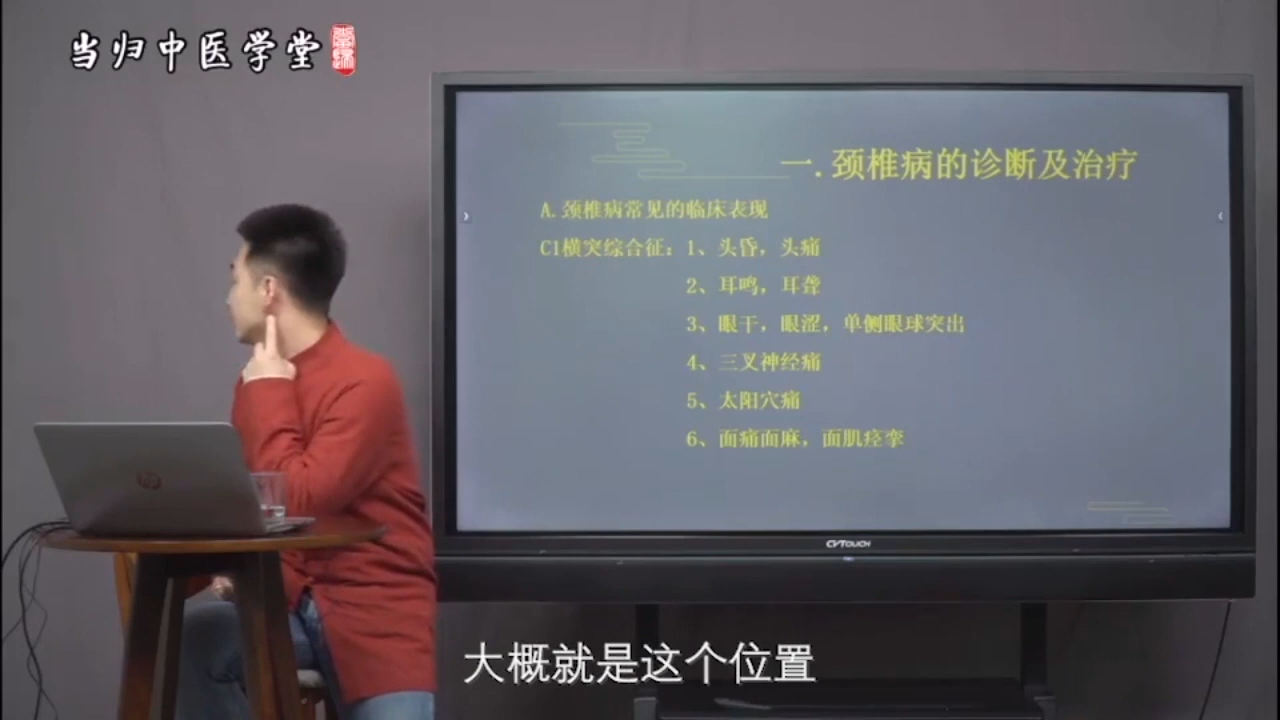 当归中医学堂
一.颈椎病的诊断及治疗
A.颈椎病常见的临床表现
C1横突综合征：1、头昏，头痛
2、耳鸣，耳聋
3、眼干，眼涩，单侧眼球突出
4、三叉神经痛
5、太阳穴痛
6、面痛面麻，面肌痉挛
CVTOUCH
hp
大概就是这个位置